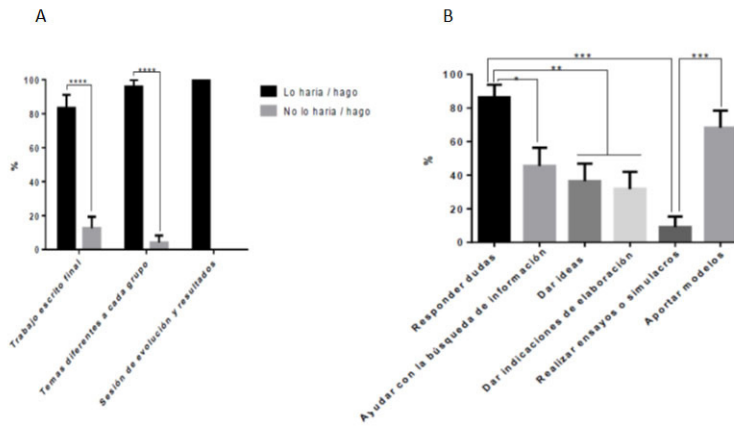 A
B
****
****
100
80
60
40
20
0
%
Lo haria / hago
No lo haria / hago
Trabajo escrito final
Temas diferentes a cada grupo
Sesión de evolución y resultados
***
**
*
***
100
80
60
40
20
0
%
Responder dudas
Ayudar con la búsqueda de información
Dar ideas
Dar indicaciones de elaboración
Realizar ensayos o simulacros
Aportar modelos